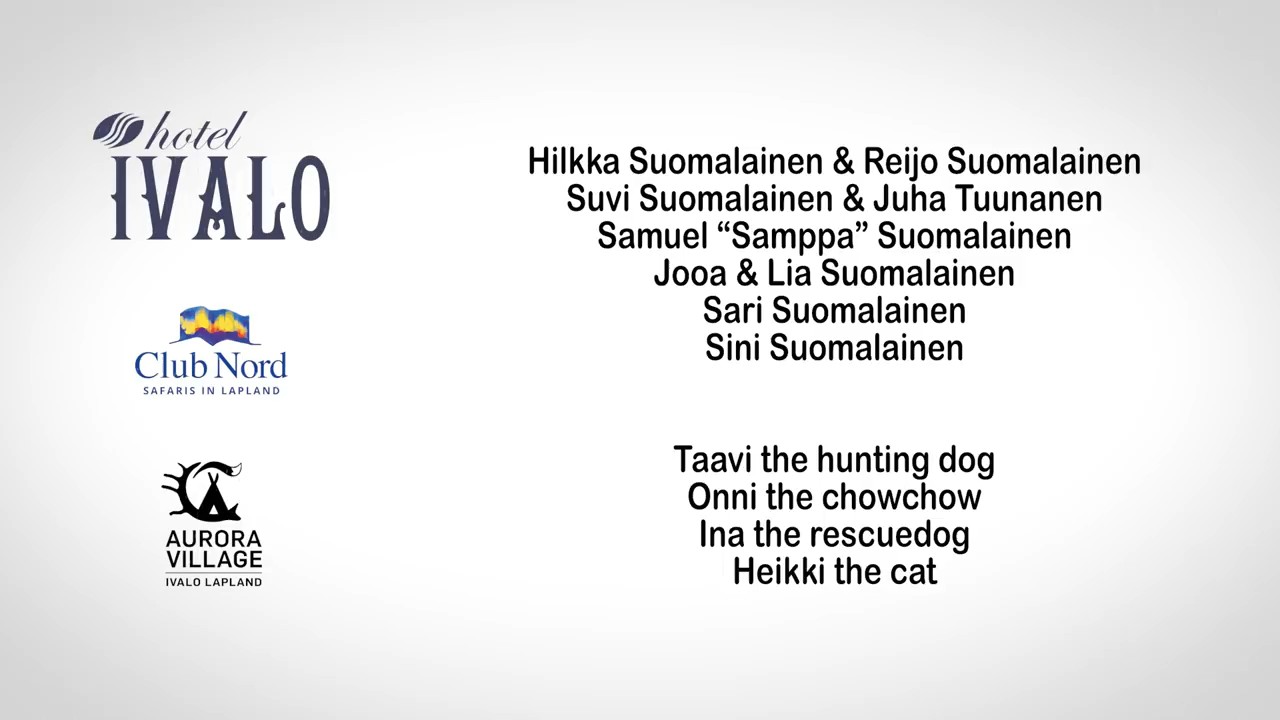 hotel
IVALO
Club Nord
SAFARIS IN LAPLAND
AURORA
VILLAGE
IVALO LAPLAND
Hilkka Suomalainen & Reijo Suomalainen
Suvi Suomalainen & Juha Tuunanen
Samuel “Samppa” Suomalainen
Jooa & Lia Suomalainen
Sari Suomalainen
Sini Suomalainen
Taavi the hunting dog
Onni the chowchow
Ina the rescuedog
Heikki the cat